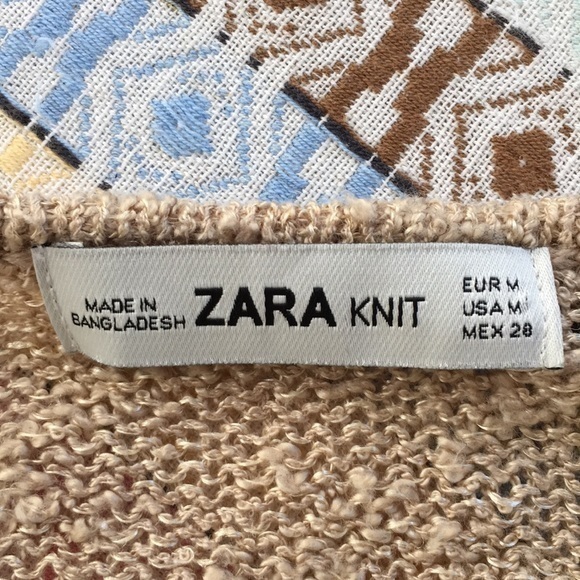 MADE IN
BANGLADESH
ZARA KNIT
EUR M
USA M
MEX 28